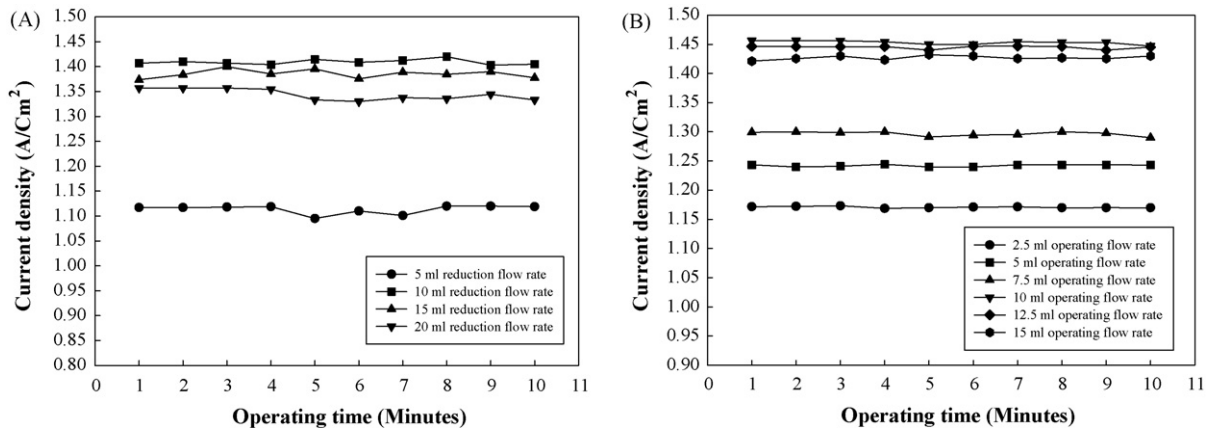 (A)
1.50
1.45
1.40
1.35
1.30
1.25
1.20
1.15
1.10
1.05
1.00
0.95
0.90
0.85
0.80
Current density (A/Cm²)
5 ml reduction flow rate
10 ml reduction flow rate
15 ml reduction flow rate
20 ml reduction flow rate
0 1 2 3 4 5 6 7 8 9 10 11
Operating time (Minutes)
(B)
1.50
1.45
1.40
1.35
1.30
1.25
1.20
1.15
1.10
1.05
1.00
0.95
0.90
Current density (A/Cm²)
2.5 ml operating flow rate
5 ml operating flow rate
7.5 ml operating flow rate
10 ml operating flow rate
12.5 ml operating flow rate
15 ml operating flow rate
0 1 2 3 4 5 6 7 8 9 10 11
Operating time (Minutes)